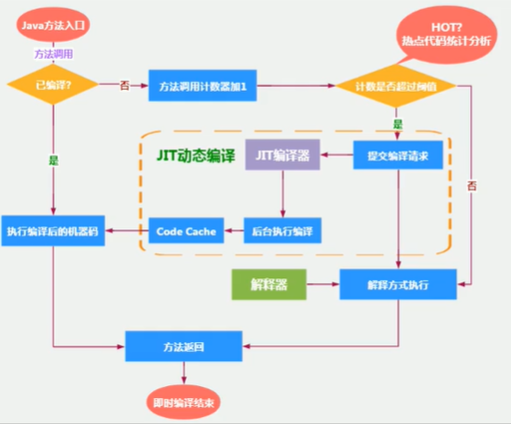 Java方法入口
方法调用
HOT?
热点代码统计分析
已编译?
否
方法调用计数器加1
计数是否超过阈值
是
是
否
JIT动态编译
JIT编译器
提交编译请求
执行编译后的机器码
Code Cache
后台执行编译
解释器
解释方式执行
方法返回
即时编译结束